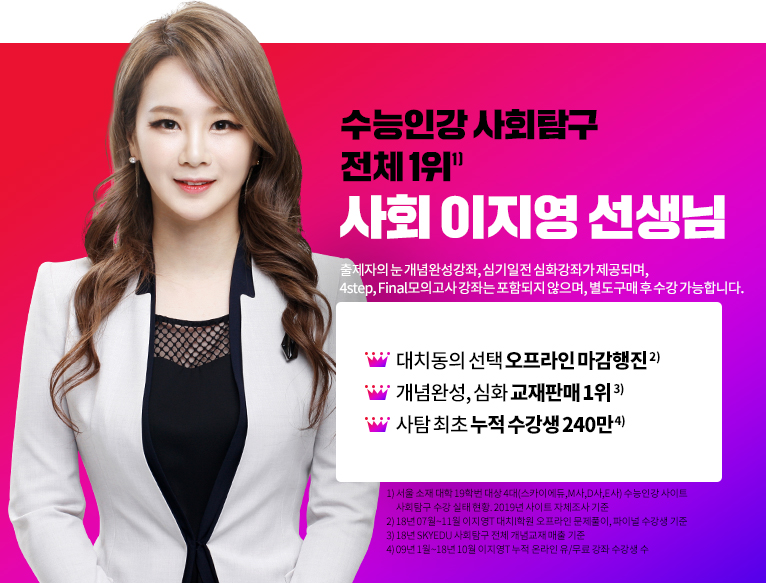 수능인강 사회탐구
전체 1위1)
사회 이지영 선생님
출제자의 눈 개념완성강좌, 심기일전 심화강좌가 제공되며,
4step, Final모의고사 강좌는 포함되지 않으며, 별도구매 후 수강 가능합니다.
대치동의 선택 오프라인 마감행진2)
개념완성, 심화 교재판매 1위3)
사탐 최초 누적 수강생 240만4)
1) 서울 소재 대학 19학번 대상 4대(스카이에듀,M사,D사,E사) 수능인강 사이트
사회탐구 수강 실태 현황. 2019년 사이트 자체조사 기준
2) 18년 07월~11월 이지영T 대치회원 오프라인 문제풀이, 파이널 수강생 기준
3) 18년 SKYEDU 사회탐구 전체 개념교재 매출 기준
4) 09년 1월~18년 10월 이지영T 누적 온라인 유/무료 강좌 수강생 수